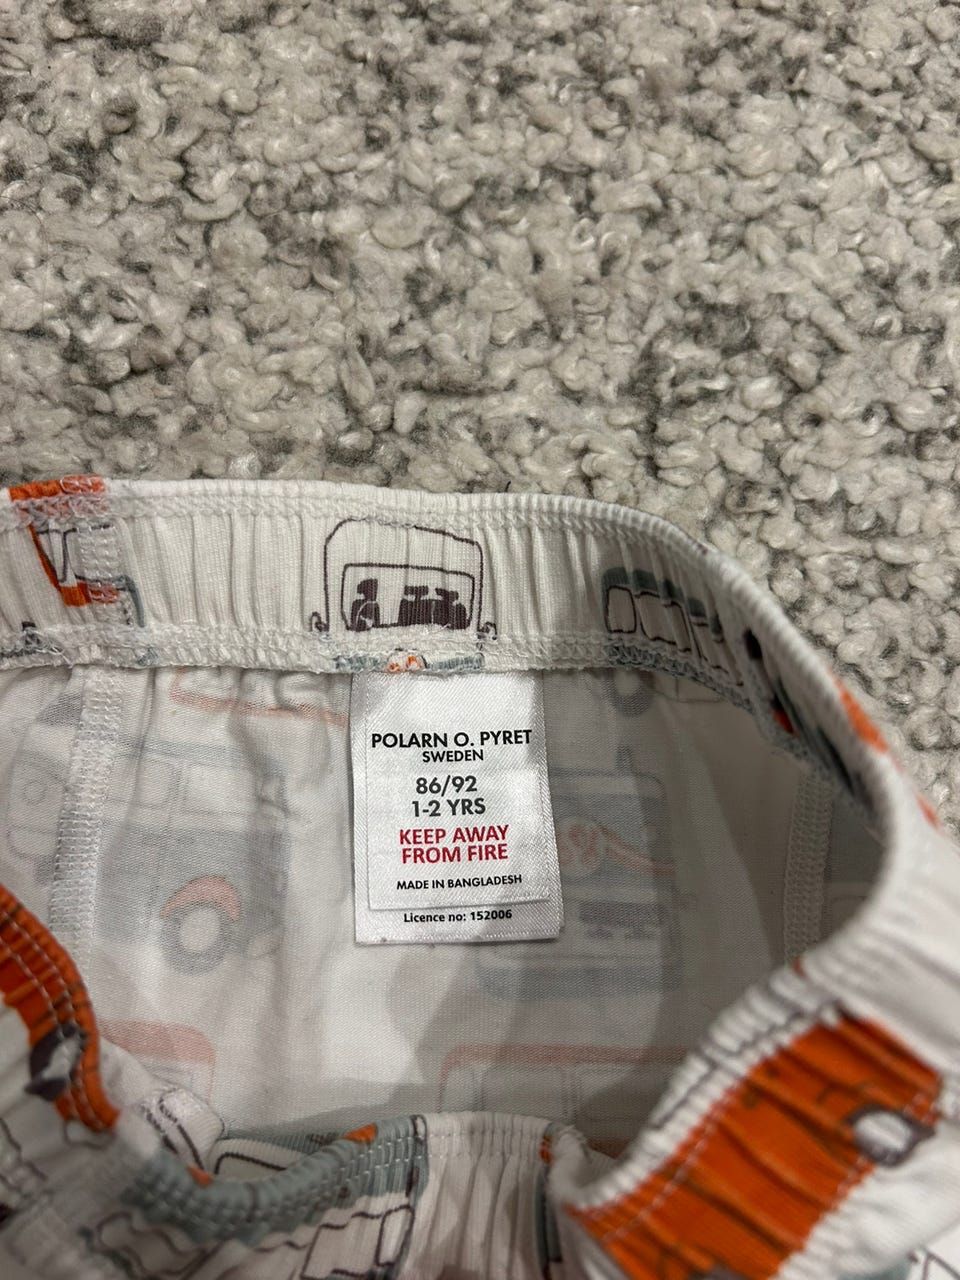 POLARN O. PYRET
SWEDEN
86/92
1-2 YRS
KEEP AWAY
FROM FIRE
MADE IN BANGLADESH
Licence no: 152006